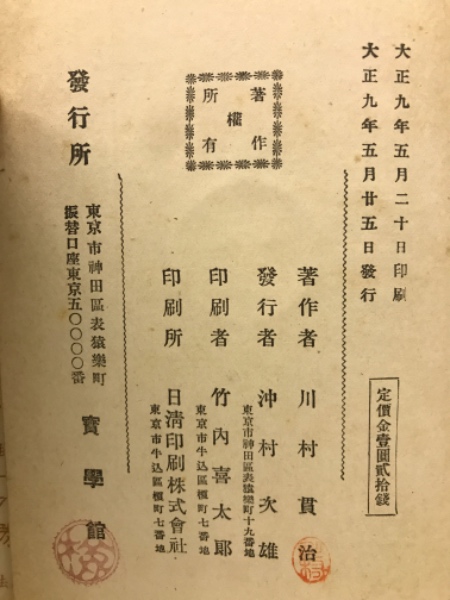 大正九年五月二十日印刷
大正九年五月廿五日發行
定價金壹圓貳拾錢
著作權所有
著作者 川村貫治
發行者 沖村次雄
東京市神田區表猿樂町十九番地
印刷者 竹內喜太郎
東京市牛込區榎町七番地
印刷所 日清印刷株式會社
東京市牛込區榎町七番地
發行所 寶學館
東京市神田區表猿樂町
振替口座東京五〇〇〇〇番